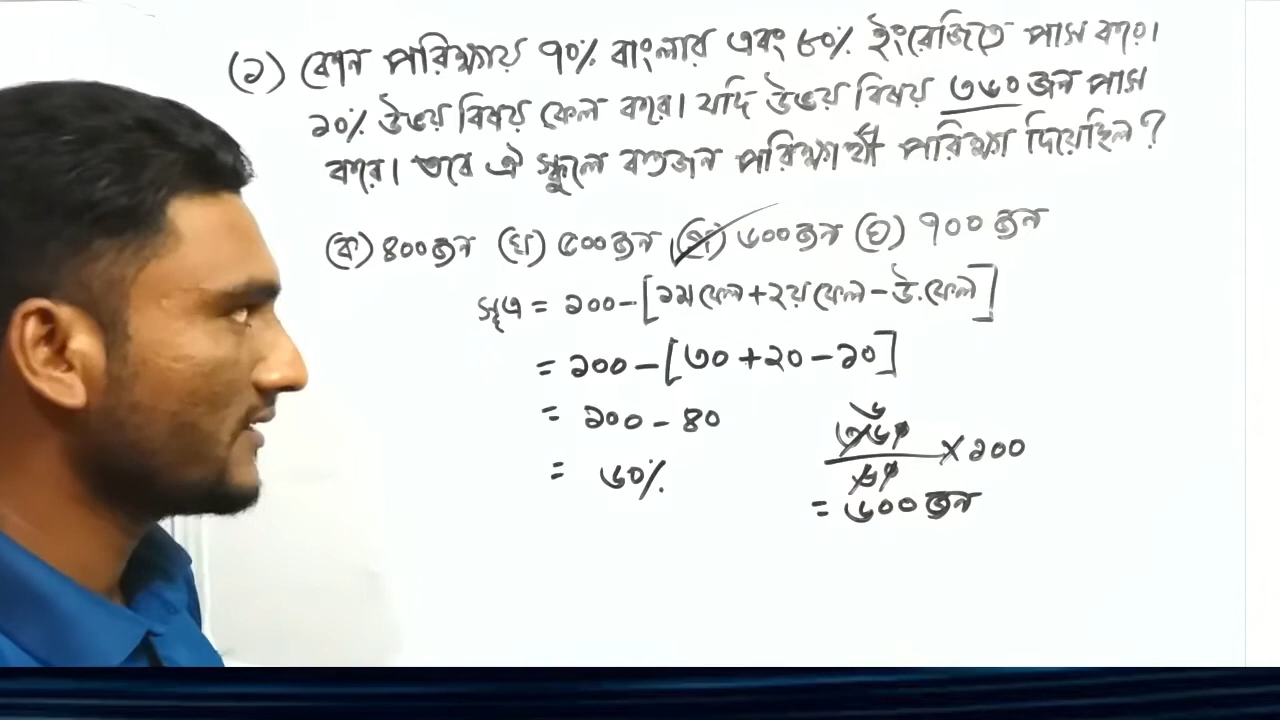 (১) কোন পরিক্ষায় ৭০% বাংলায় এবং ৮০% ইংরেজিতে পাস করে।
১০% উভয় বিষয় ফেল করে। যদি উভয় বিষয় ৩৬০ জন পাস
করে। তবে ঐ স্কুলে কতজন পরিক্ষার্থী পরিক্ষা দিয়েছিল?
(ক) ৪০০ জন (খ) ৫০০ জন (গ) ৬০০ জন (ঘ) ৭০০ জন
সূত্র = ১০০ - [১ম ফেল + ২য় ফেল - উ. ফেল]
= ১০০ - [৩০ + ২০ - ১০]
= ১০০ - ৪০
= ৬০%
৬
৩৬০
৬০ × ১০০
= ৬০০ জন